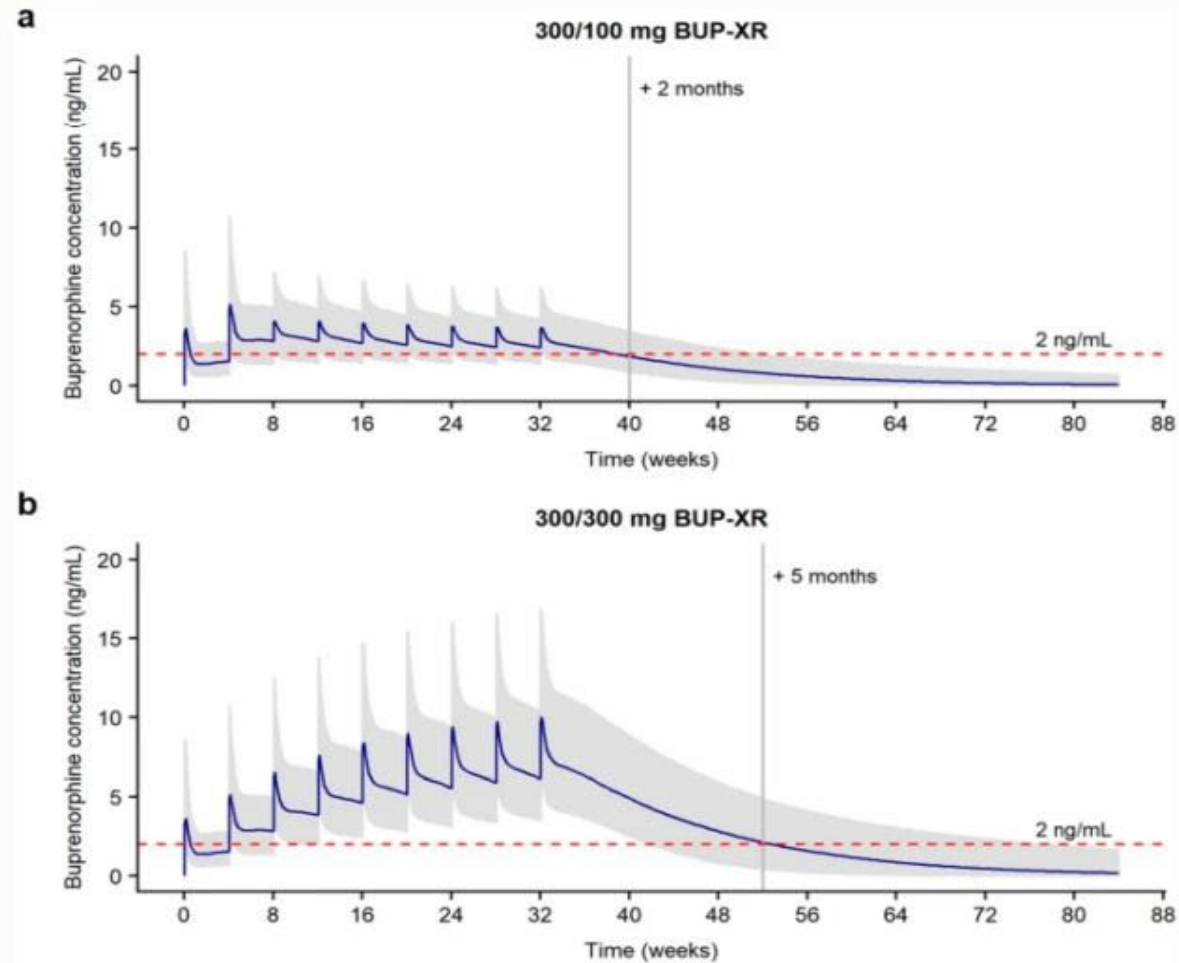 a
300/100 mg BUP-XR
Buprenorphine concentration (ng/mL)
20
15
10
5
0
+ 2 months
2 ng/mL
0 8 16 24 32 40 48 56 64 72 80 88
Time (weeks)
b
300/300 mg BUP-XR
Buprenorphine concentration (ng/mL)
20
15
10
5
0
+ 5 months
2 ng/mL
0 8 16 24 32 40 48 56 64 72 80 88
Time (weeks)